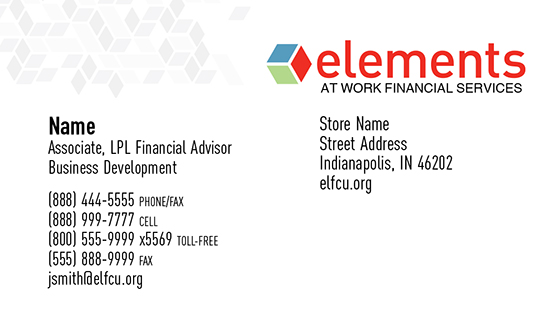 elements
AT WORK FINANCIAL SERVICES
Name
Associate, LPL Financial Advisor
Business Development
(888) 444-5555 PHONE/FAX
(888) 999-7777 CELL
(800) 555-9999 x5569 TOLL-FREE
(555) 888-9999 FAX
jsmith@elfcu.org
Store Name
Street Address
Indianapolis, IN 46202
elfcu.org